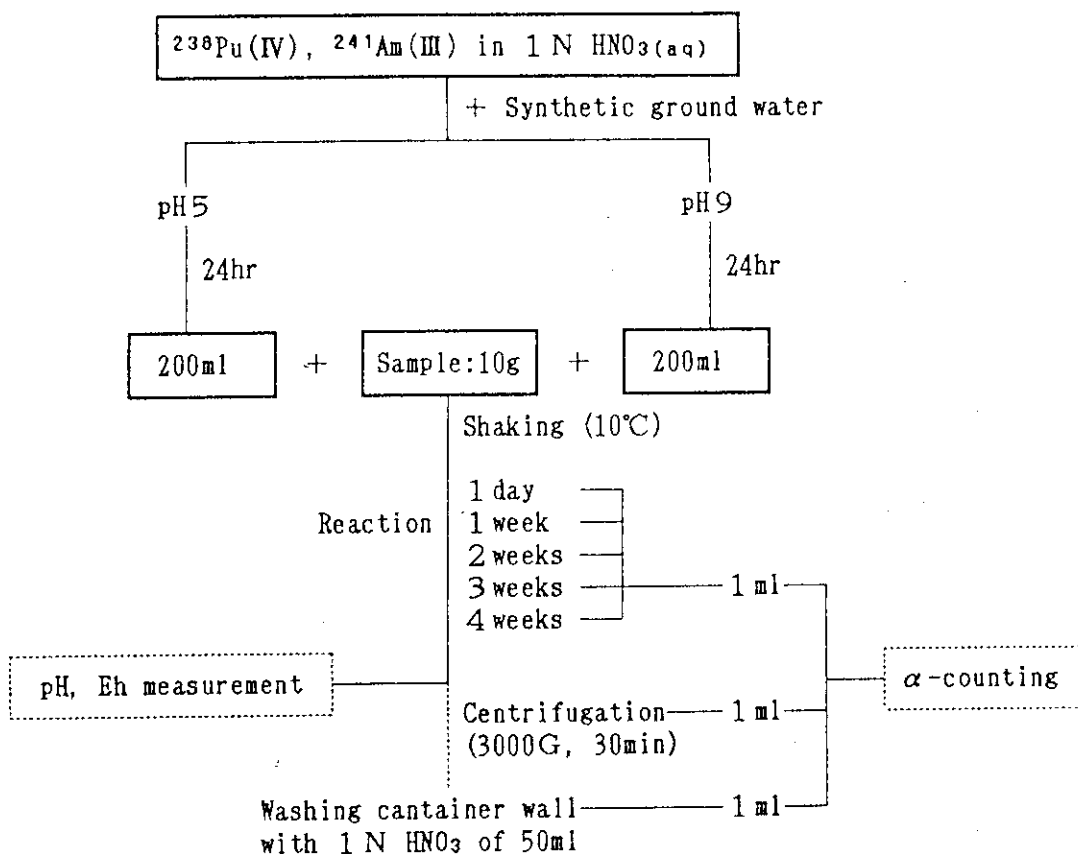 ²³⁸Pu(Ⅳ), ²⁴¹Am(Ⅲ) in 1 N HNO₃(aq)
+ Synthetic ground water
pH5 pH9
24hr 24hr
200ml + Sample:10g + 200ml
Shaking (10℃)
1 day
Reaction 1 week
2 weeks
3 weeks 1 ml
4 weeks
pH, Eh measurement α-counting
Centrifugation 1 ml
(3000G, 30min)
Washing cantainer wall 1 ml
with 1 N HNO₃ of 50ml